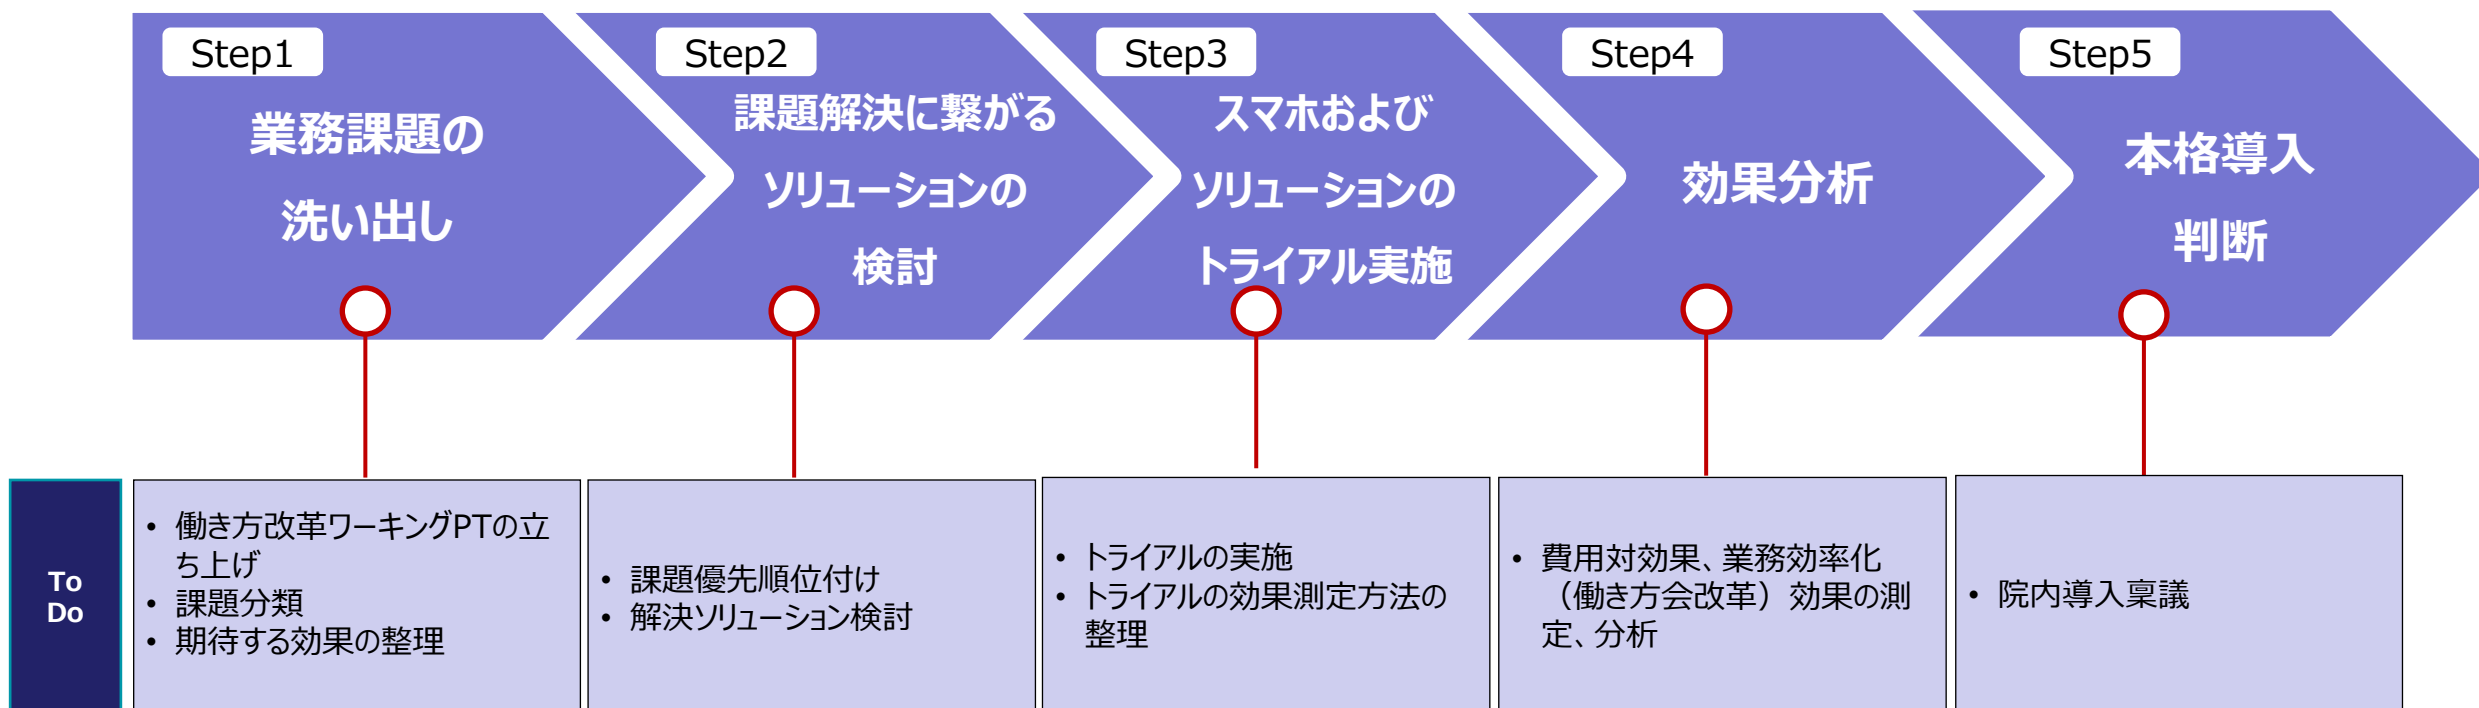 Step1
業務課題の
洗い出し
Step2
課題解決に繋がる
ソリューションの
検討
Step3
スマホおよび
ソリューションの
トライアル実施
Step4
効果分析
Step5
本格導入
判断
To
Do
• 働き方改革ワーキングPTの立
ち上げ
• 課題分類
• 期待する効果の整理
• 課題優先順位付け
• 解決ソリューション検討
• トライアルの実施
• トライアルの効果測定方法の
整理
• 費用対効果、業務効率化
（働き方会改革）効果の測
定、分析
• 院内導入稟議